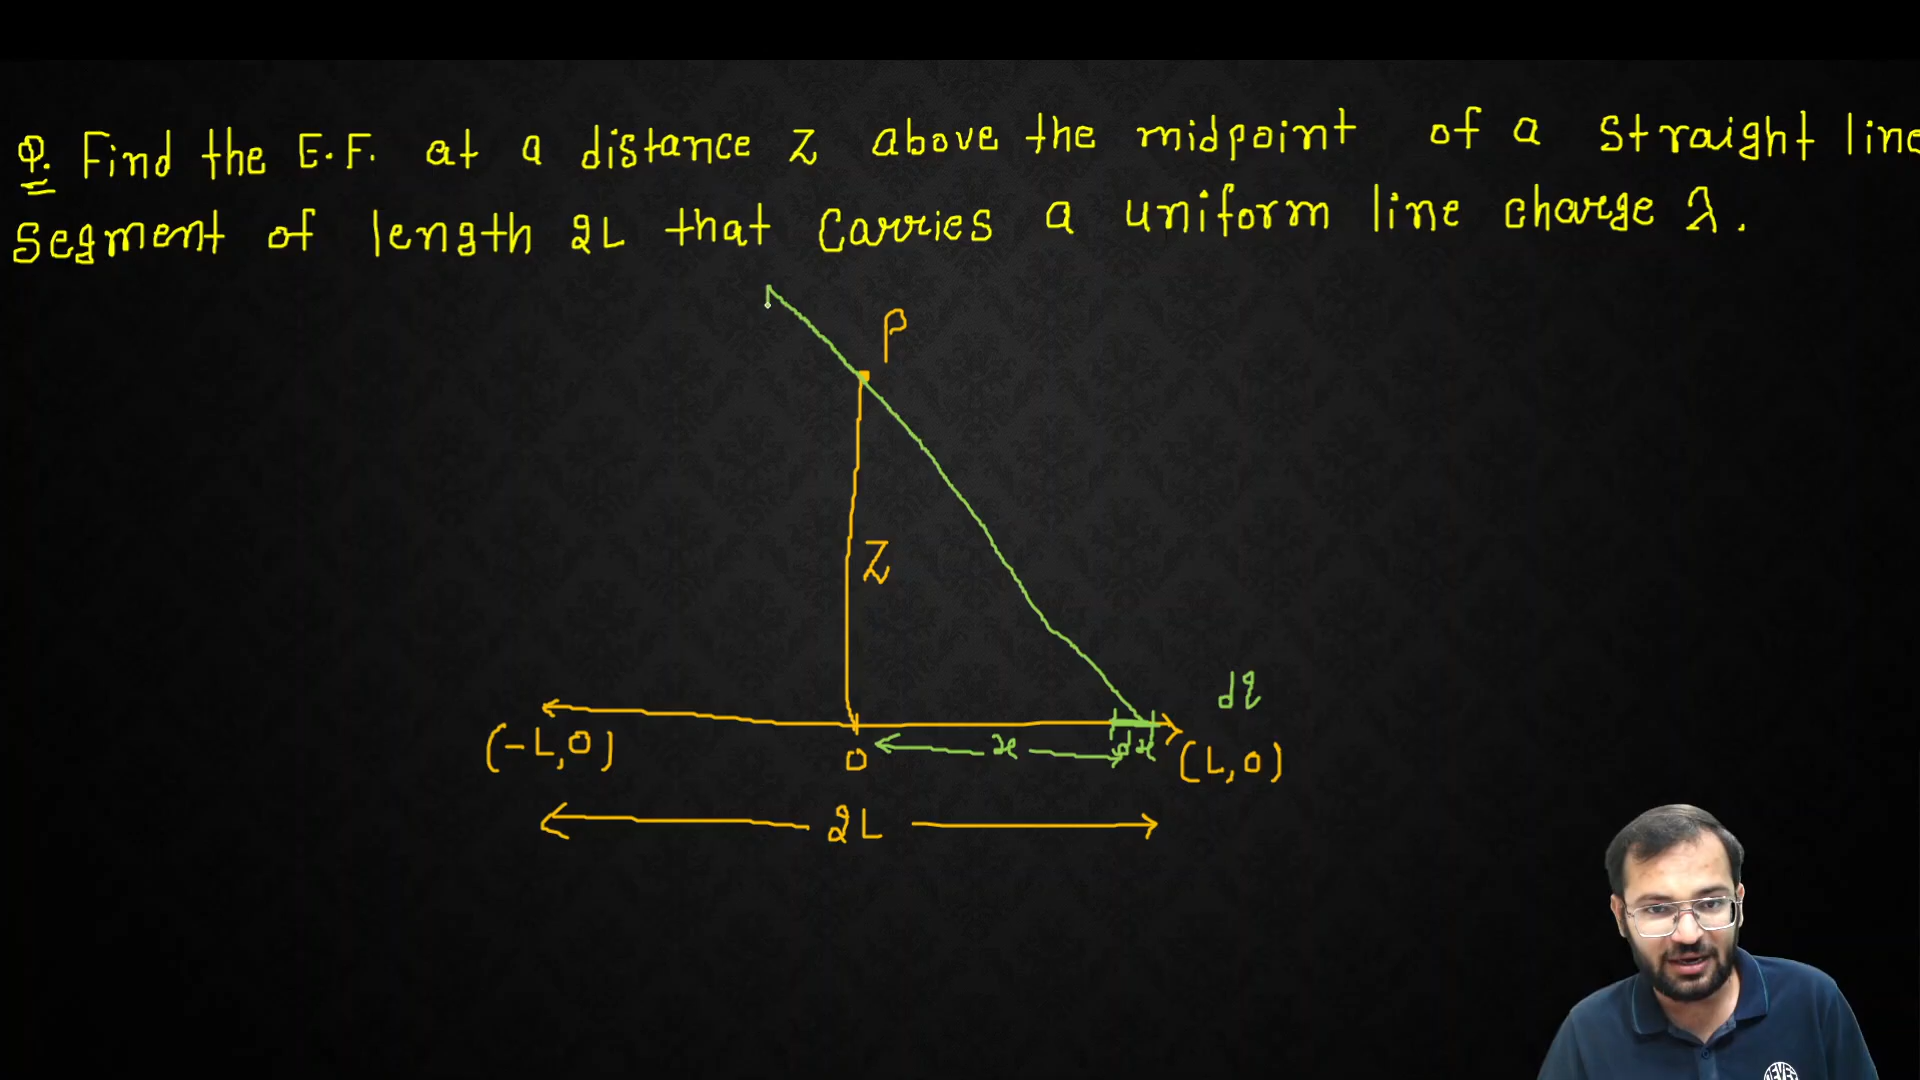 Q. Find the E.F. at a distance Z above the midpoint of a straight line
segment of length 2L that carries a uniform line charge λ.
P
Z
dq
(-L,0)
O
x
dx
(L,0)
2L